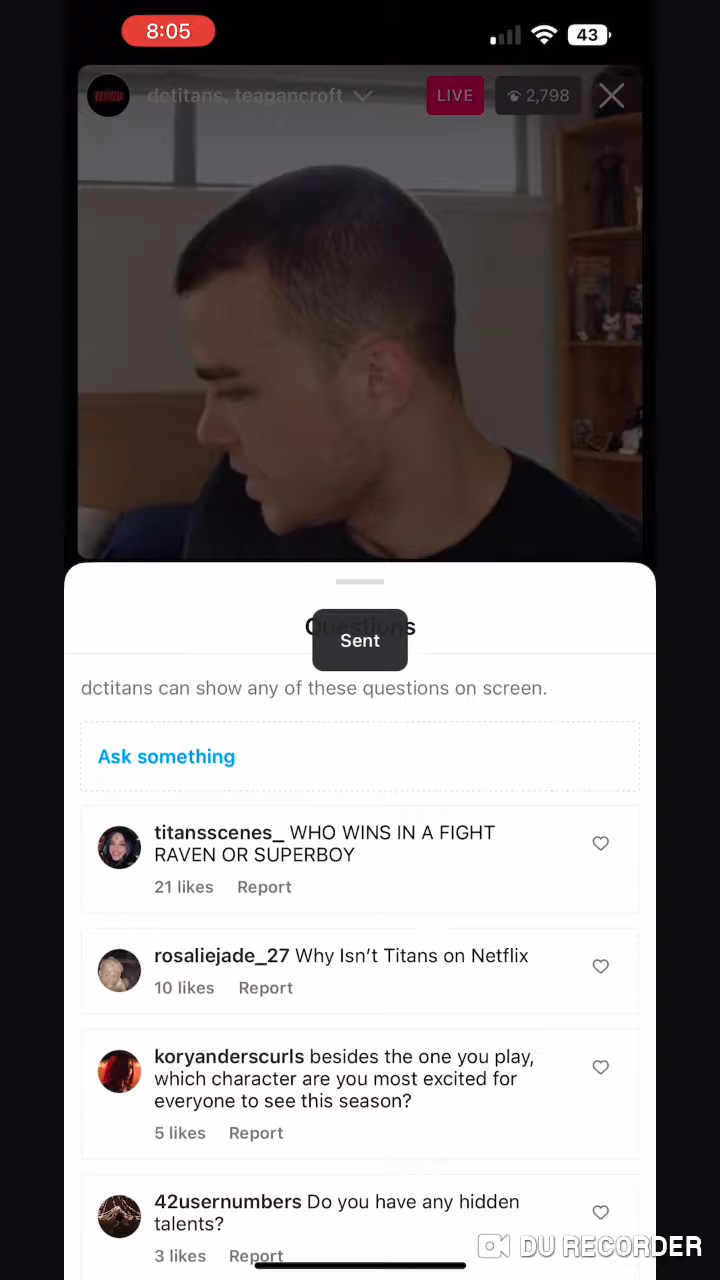 8:05
43
dctitans, teagancroft
LIVE
2,798
Questions
Sent
dctitans can show any of these questions on screen.
Ask something
titansscenes_ WHO WINS IN A FIGHT
RAVEN OR SUPERBOY
21 likes Report
rosaliejade_27 Why Isn’t Titans on Netflix
10 likes Report
koryanderscurls besides the one you play,
which character are you most excited for
everyone to see this season?
5 likes Report
42usernumbers Do you have any hidden
talents?
3 likes Report
DU RECORDER